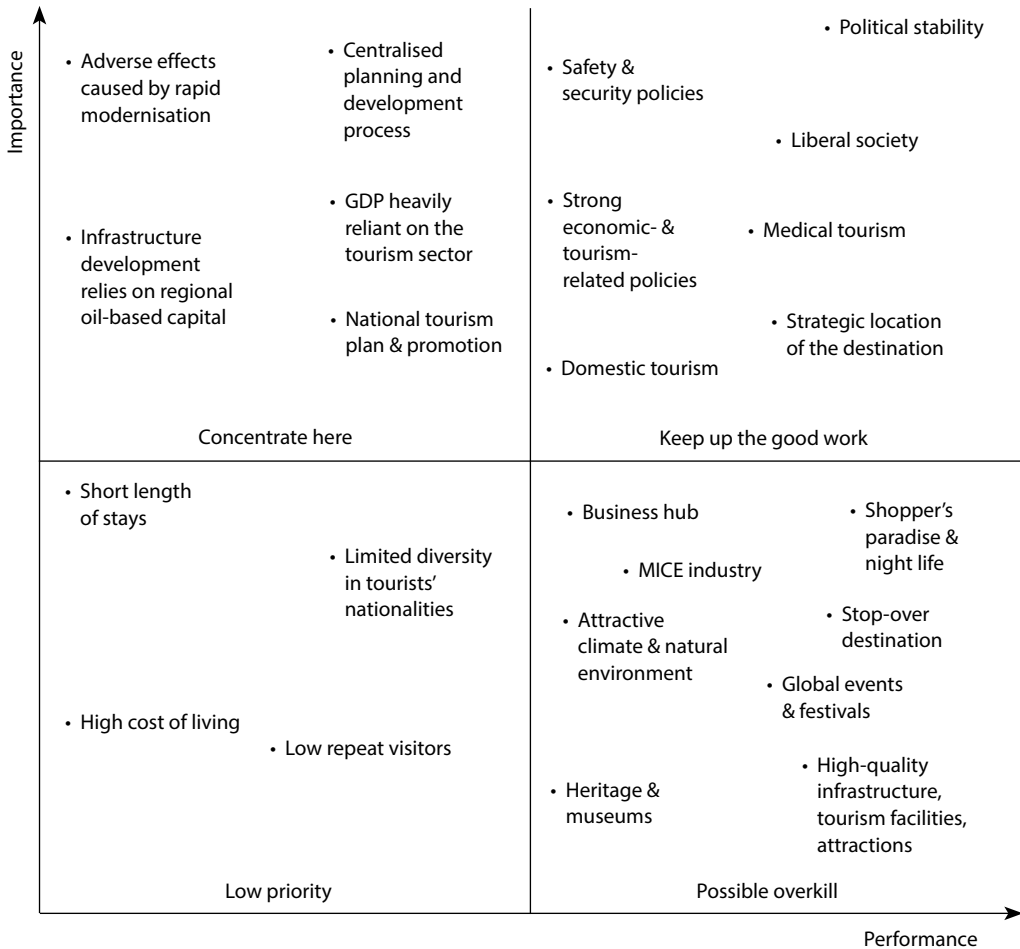 Importance
• Adverse effects
caused by rapid
modernisation
• Centralised
planning and
development
process
• Infrastructure
development
relies on regional
oil-based capital
• GDP heavily
reliant on the
tourism sector
• National tourism
plan & promotion
Concentrate here
• Political stability
• Safety &
security policies
• Liberal society
• Strong
economic- &
tourism-
related policies
• Medical tourism
• Strategic location
of the destination
• Domestic tourism
Keep up the good work
• Short length
of stays
• Limited diversity
in tourists’
nationalities
• High cost of living
• Low repeat visitors
Low priority
• Business hub
• Shopper’s
paradise &
night life
• MICE industry
• Attractive
climate & natural
environment
• Stop-over
destination
• Global events
& festivals
• Heritage &
museums
• High-quality
infrastructure,
tourism facilities,
attractions
Possible overkill
Performance